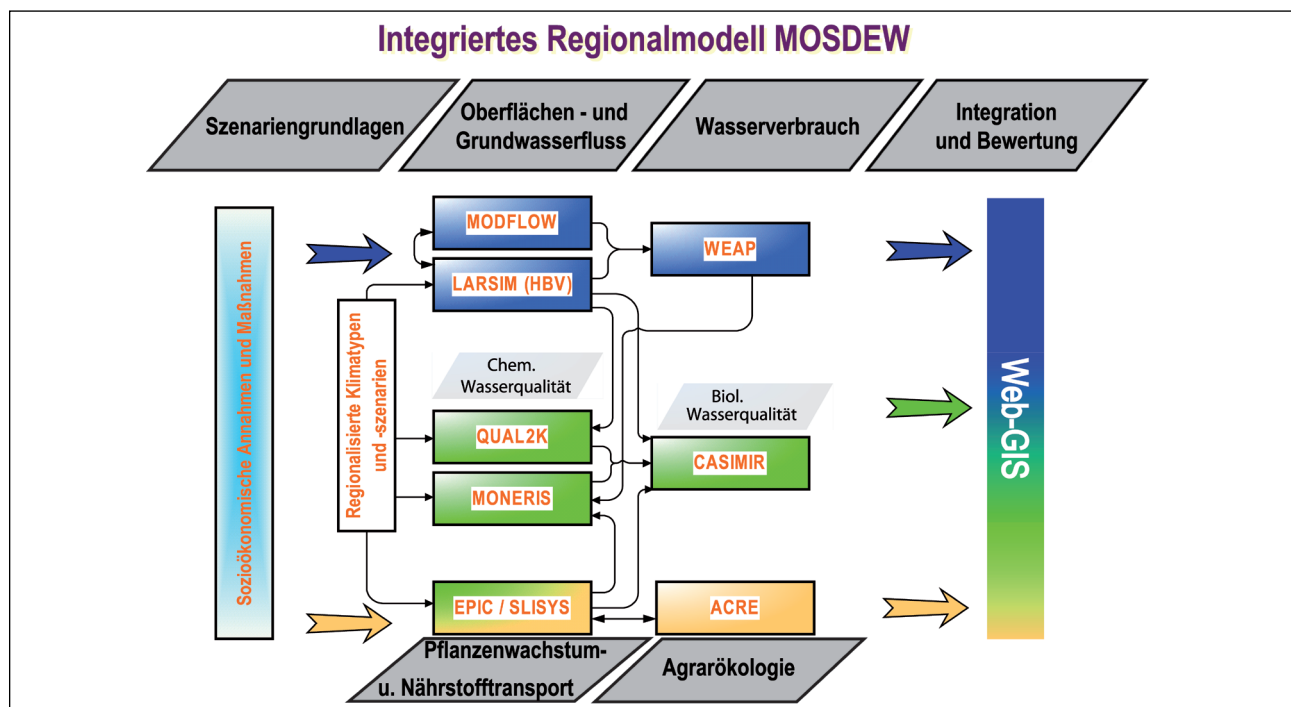 Integriertes Regionalmodell MOSDEW
Szenariengrundlagen
Oberflächen - und
Grundwasserfluss
Wasserverbrauch
Integration
und Bewertung
Sozioökonomische Annahmen und Maßnahmen
Regionalisierte Klimatypen
und -szenarien
MODFLOW
LARSIM (HBV)
WEAP
Chem.
Wasserqualität
Biol.
Wasserqualität
QUAL2K
MONERIS
CASIMIR
EPIC / SLISYS
ACRE
Pflanzenwachstum-
u. Nährstofftransport
Agrarökologie
Web-GIS